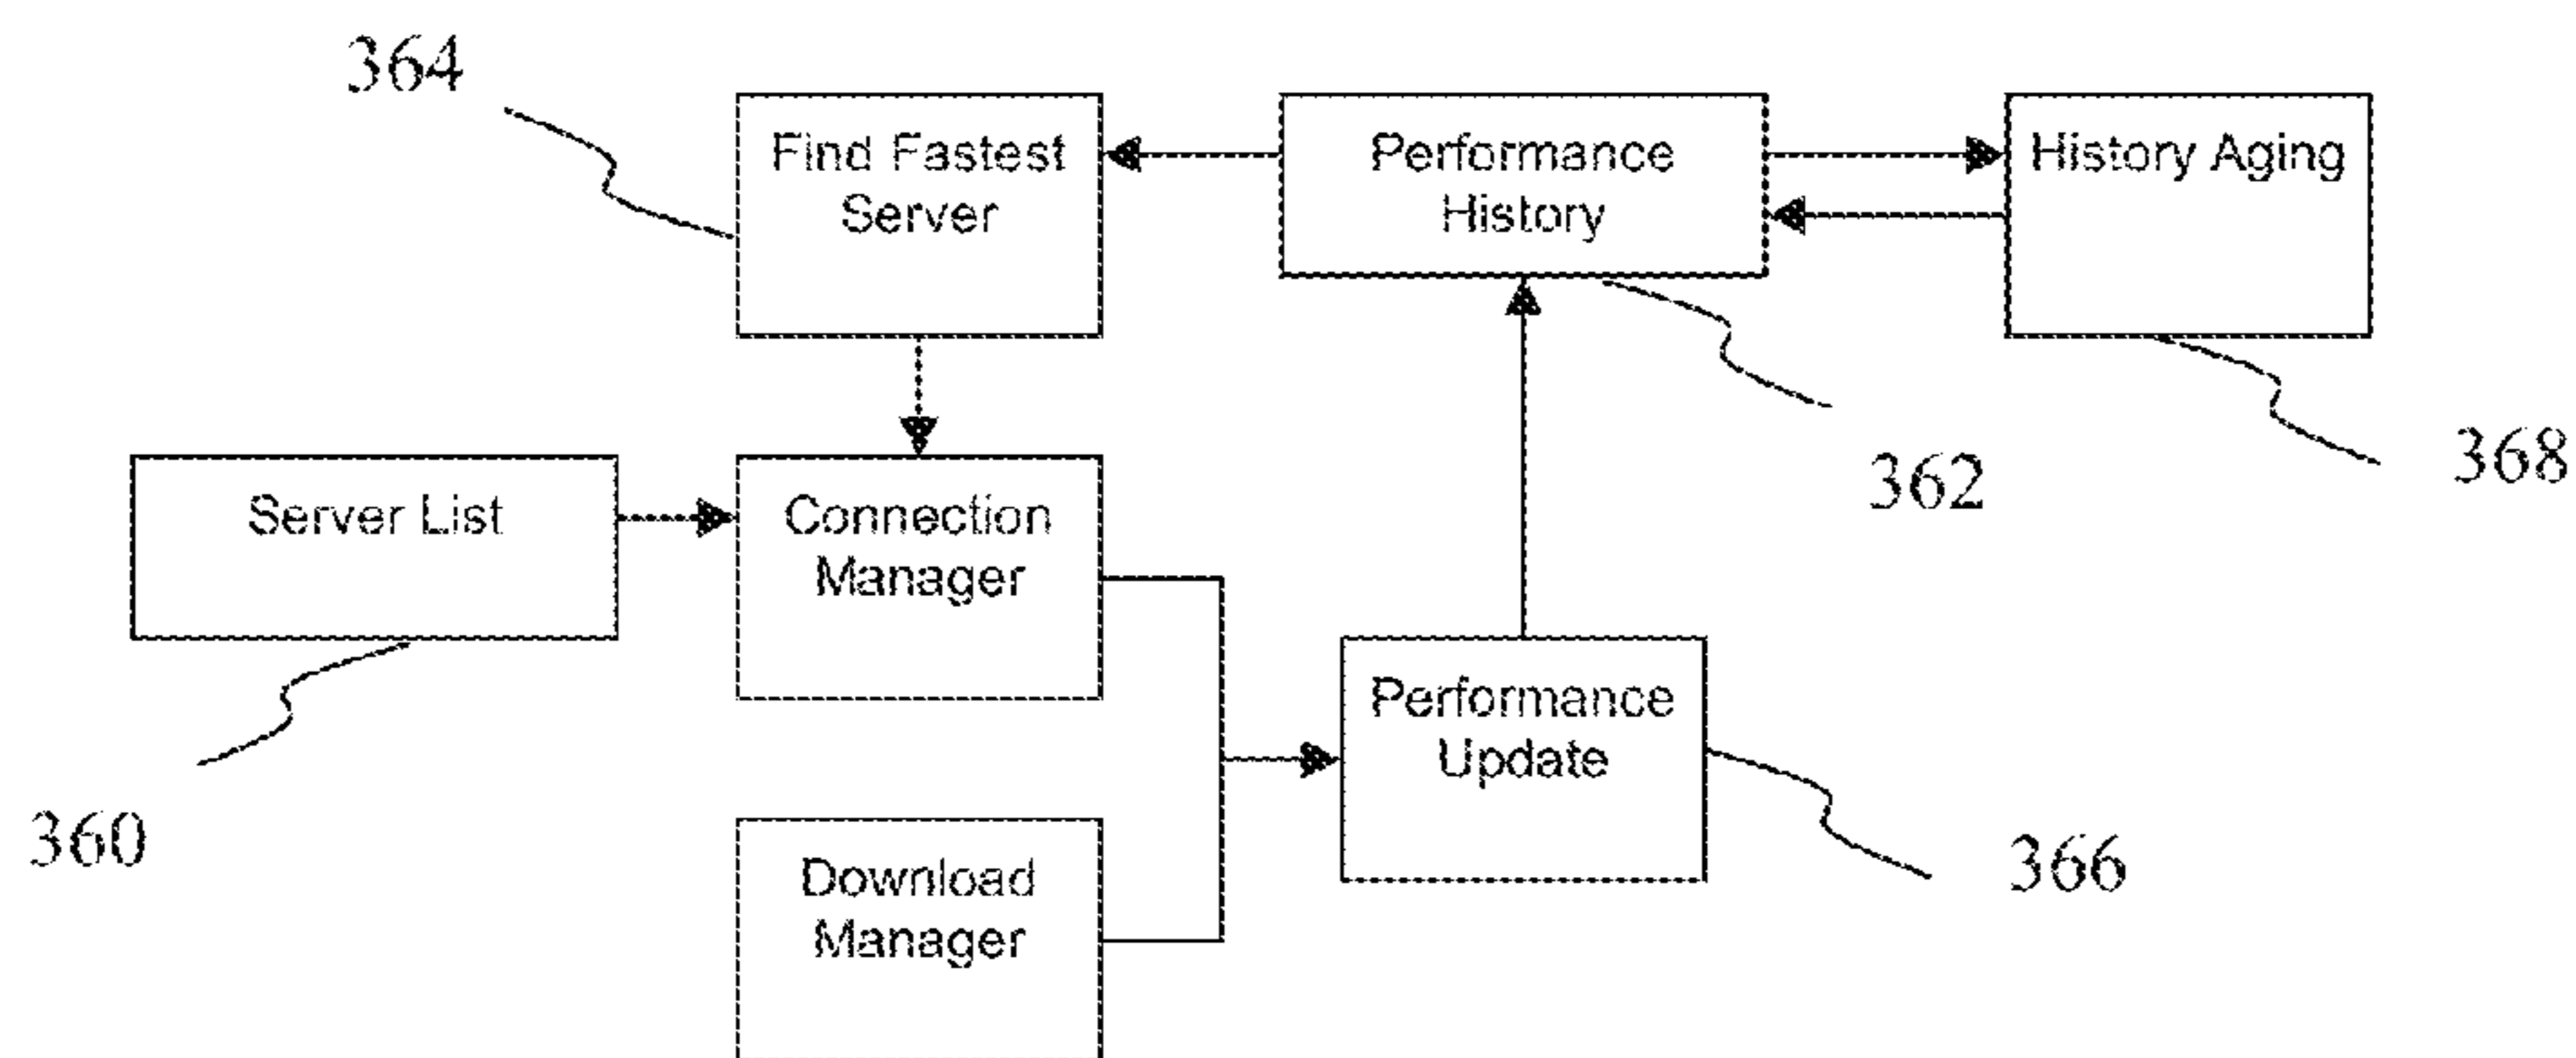 364
Find Fastest
Server
Performance
History
History Aging
362
368
Server List
Connection
Manager
360
Performance
Update
366
Download
Manager